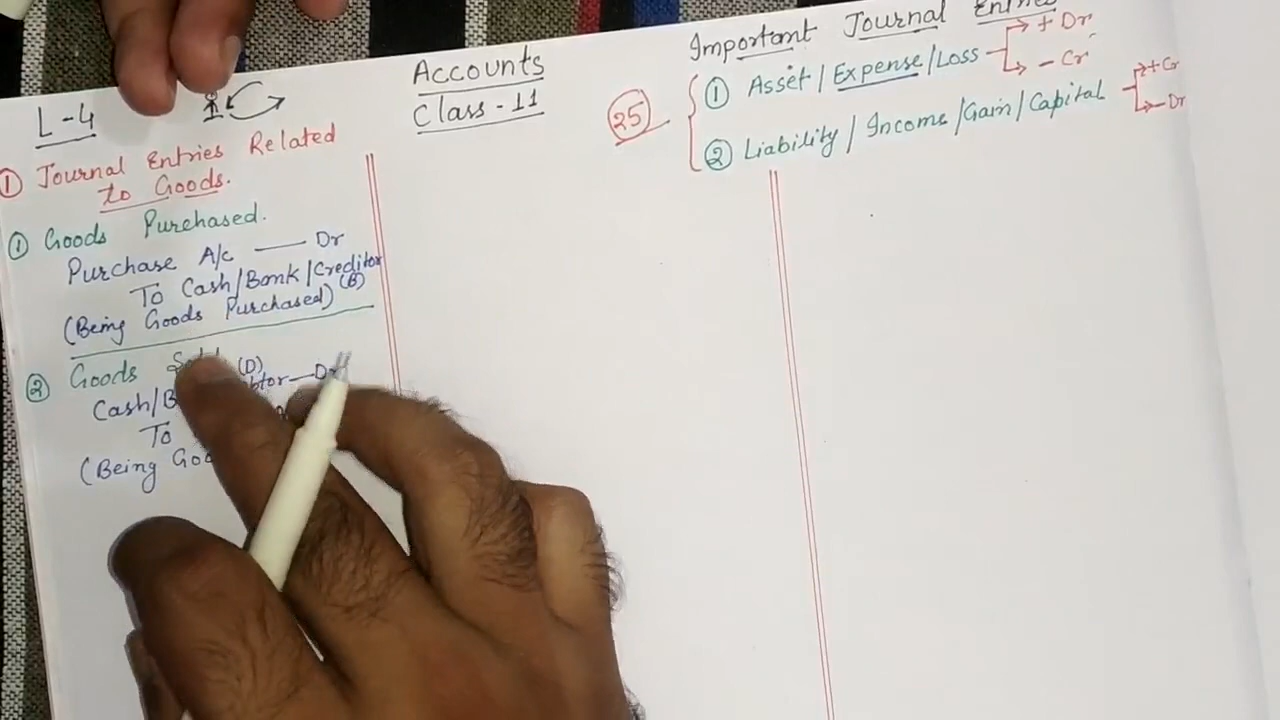 L-4
Accounts
Class - 11
Important Journal Entries
25
① Asset / Expense / Loss
+ Dr
- Cr
② Liability / Income / Gain / Capital
+ Cr
- Dr
① Journal Entries Related
to Goods.
① Goods Purchased.
Purchase A/c —— Dr
To Cash/Bank/Creditor
(B)
(Being Goods Purchased)
② Goods
(D)
Cash/ Dr
To
(Being